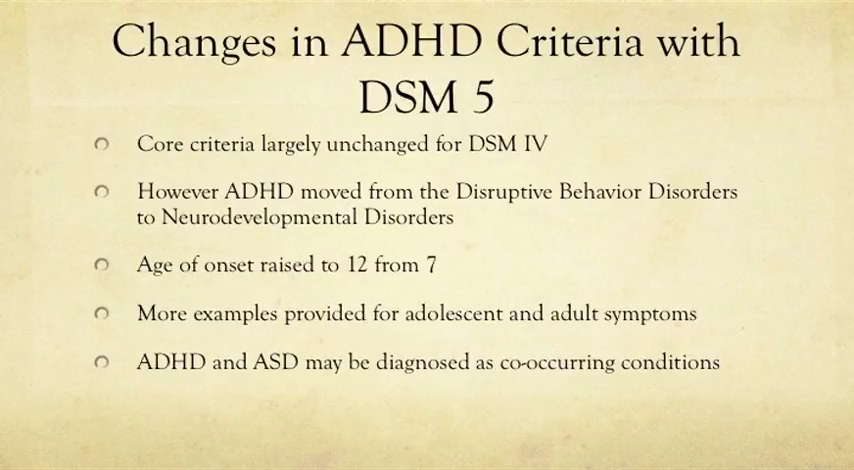 Changes in ADHD Criteria with
DSM 5
Core criteria largely unchanged for DSM IV
However ADHD moved from the Disruptive Behavior Disorders
to Neurodevelopmental Disorders
Age of onset raised to 12 from 7
More examples provided for adolescent and adult symptoms
ADHD and ASD may be diagnosed as co-occurring conditions